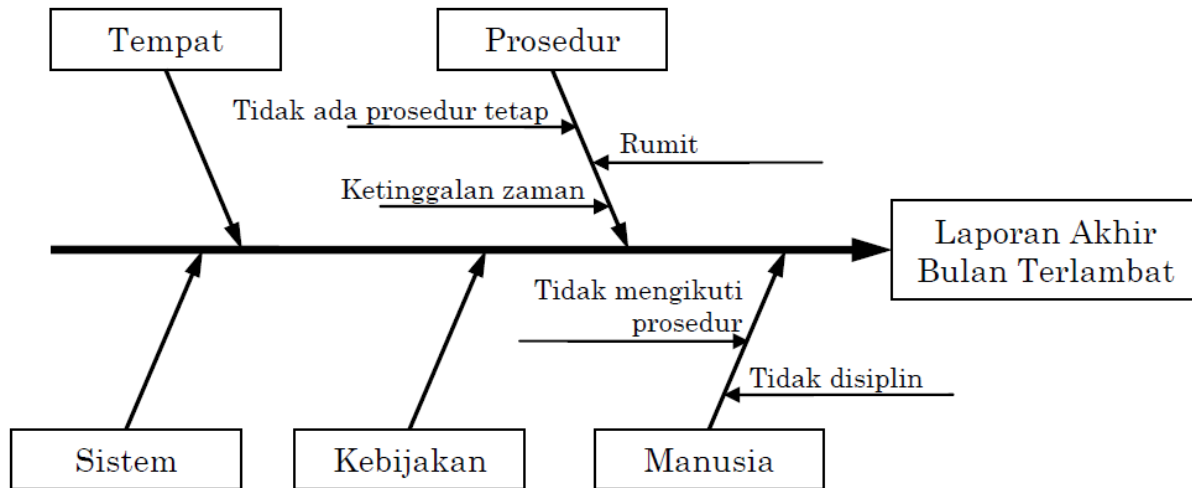 Tempat
Prosedur
Tidak ada prosedur tetap
Rumit
Ketinggalan zaman
Laporan Akhir
Bulan Terlambat
Tidak mengikuti
prosedur
Tidak disiplin
Sistem
Kebijakan
Manusia